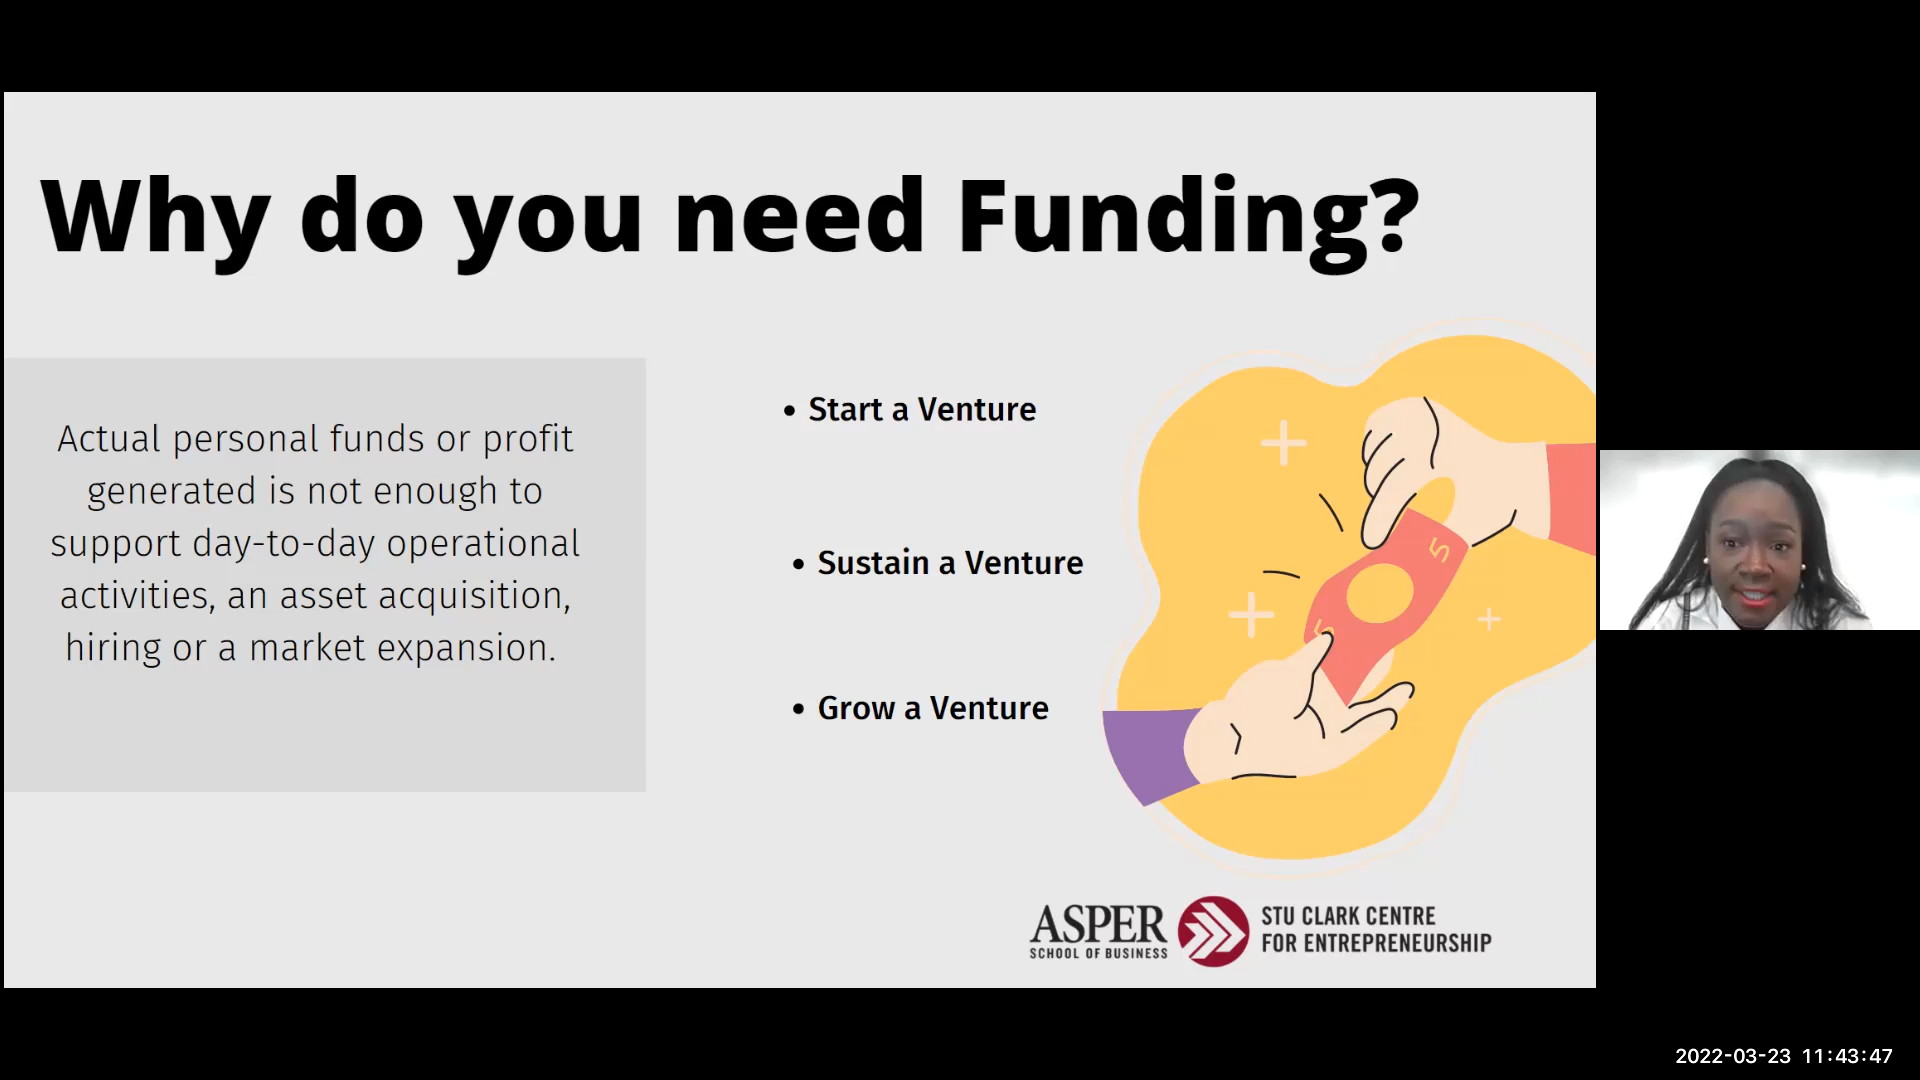 Why do you need Funding?
Actual personal funds or profit
generated is not enough to
support day-to-day operational
activities, an asset acquisition,
hiring or a market expansion.
• Start a Venture
• Sustain a Venture
• Grow a Venture
5
5
ASPER
SCHOOL OF BUSINESS
STU CLARK CENTRE
FOR ENTREPRENEURSHIP
2022-03-23 11:43:47